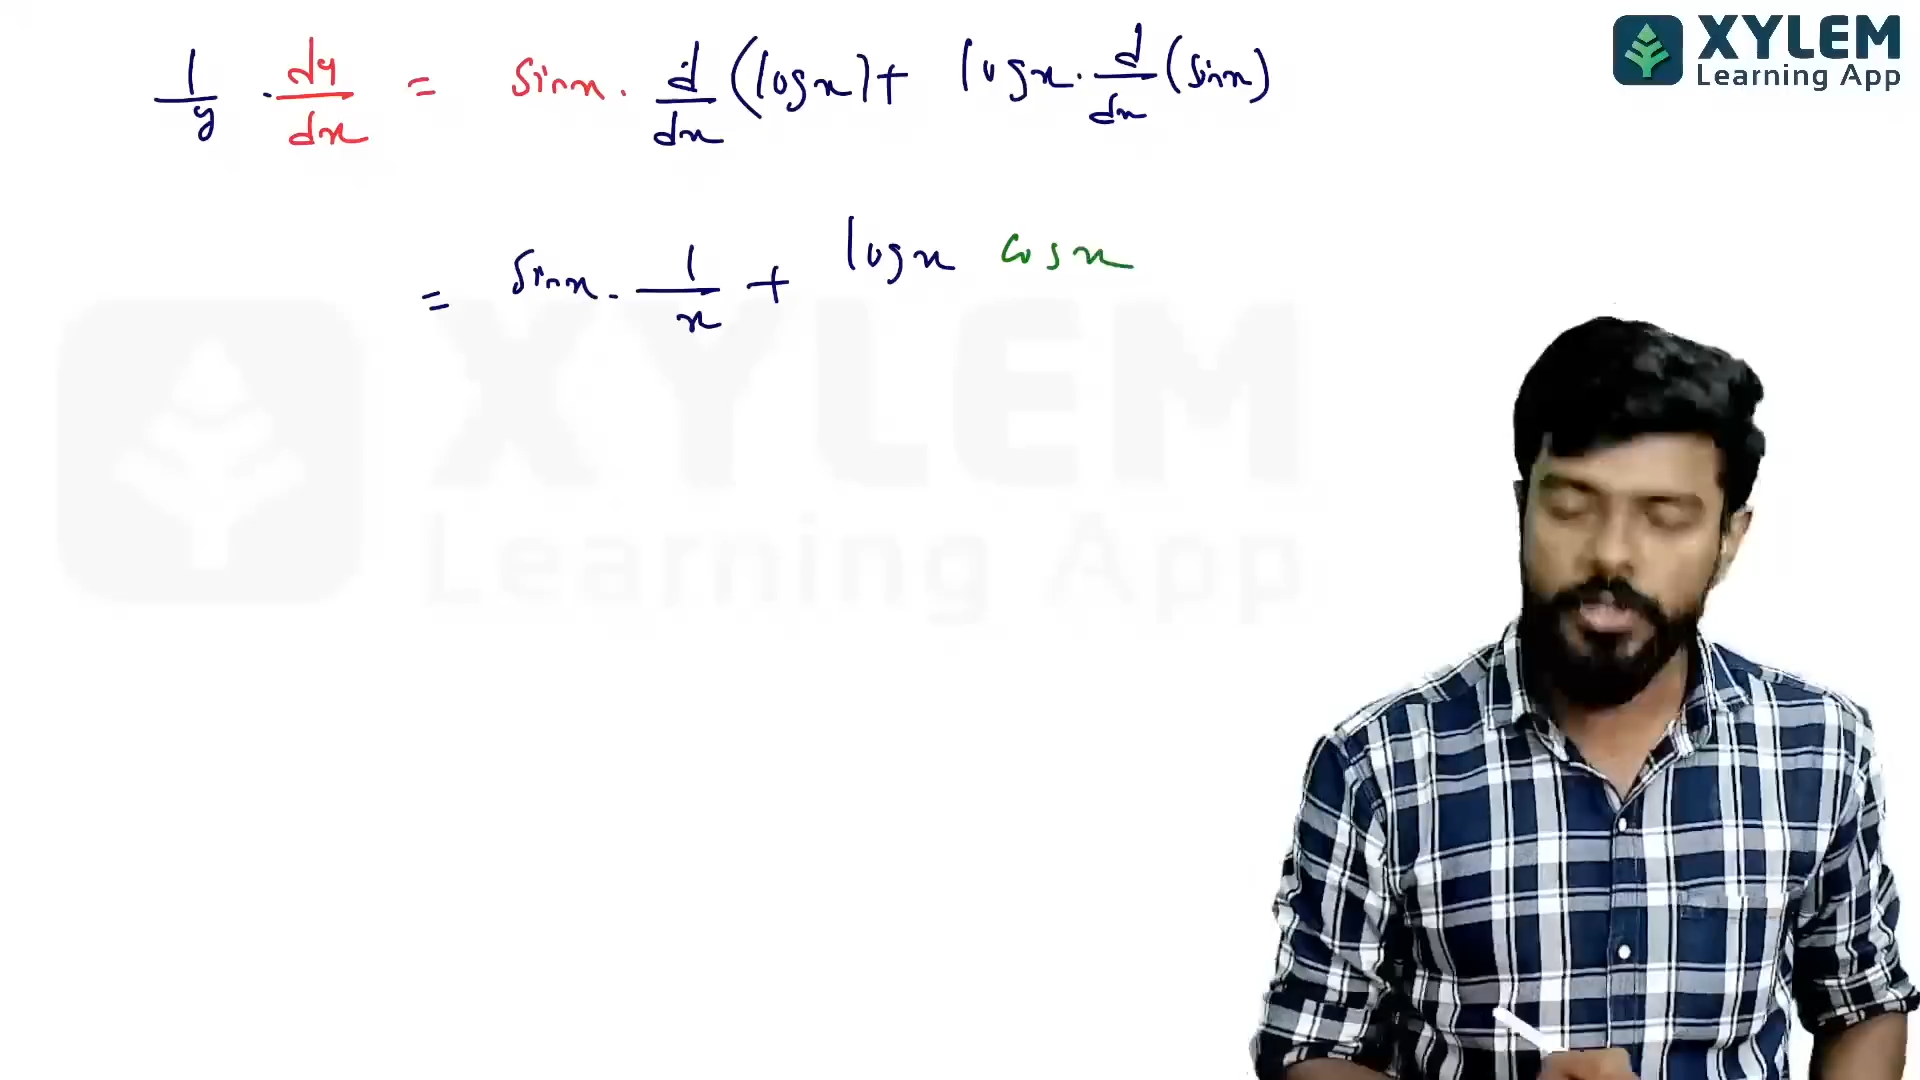 XYLEM
Learning App
1/y · dy/dx = sinx · d/dx (logx) + logx · d/dx (sinx)
= sinx · 1/x + logx cosx
XYLEM
Learning App